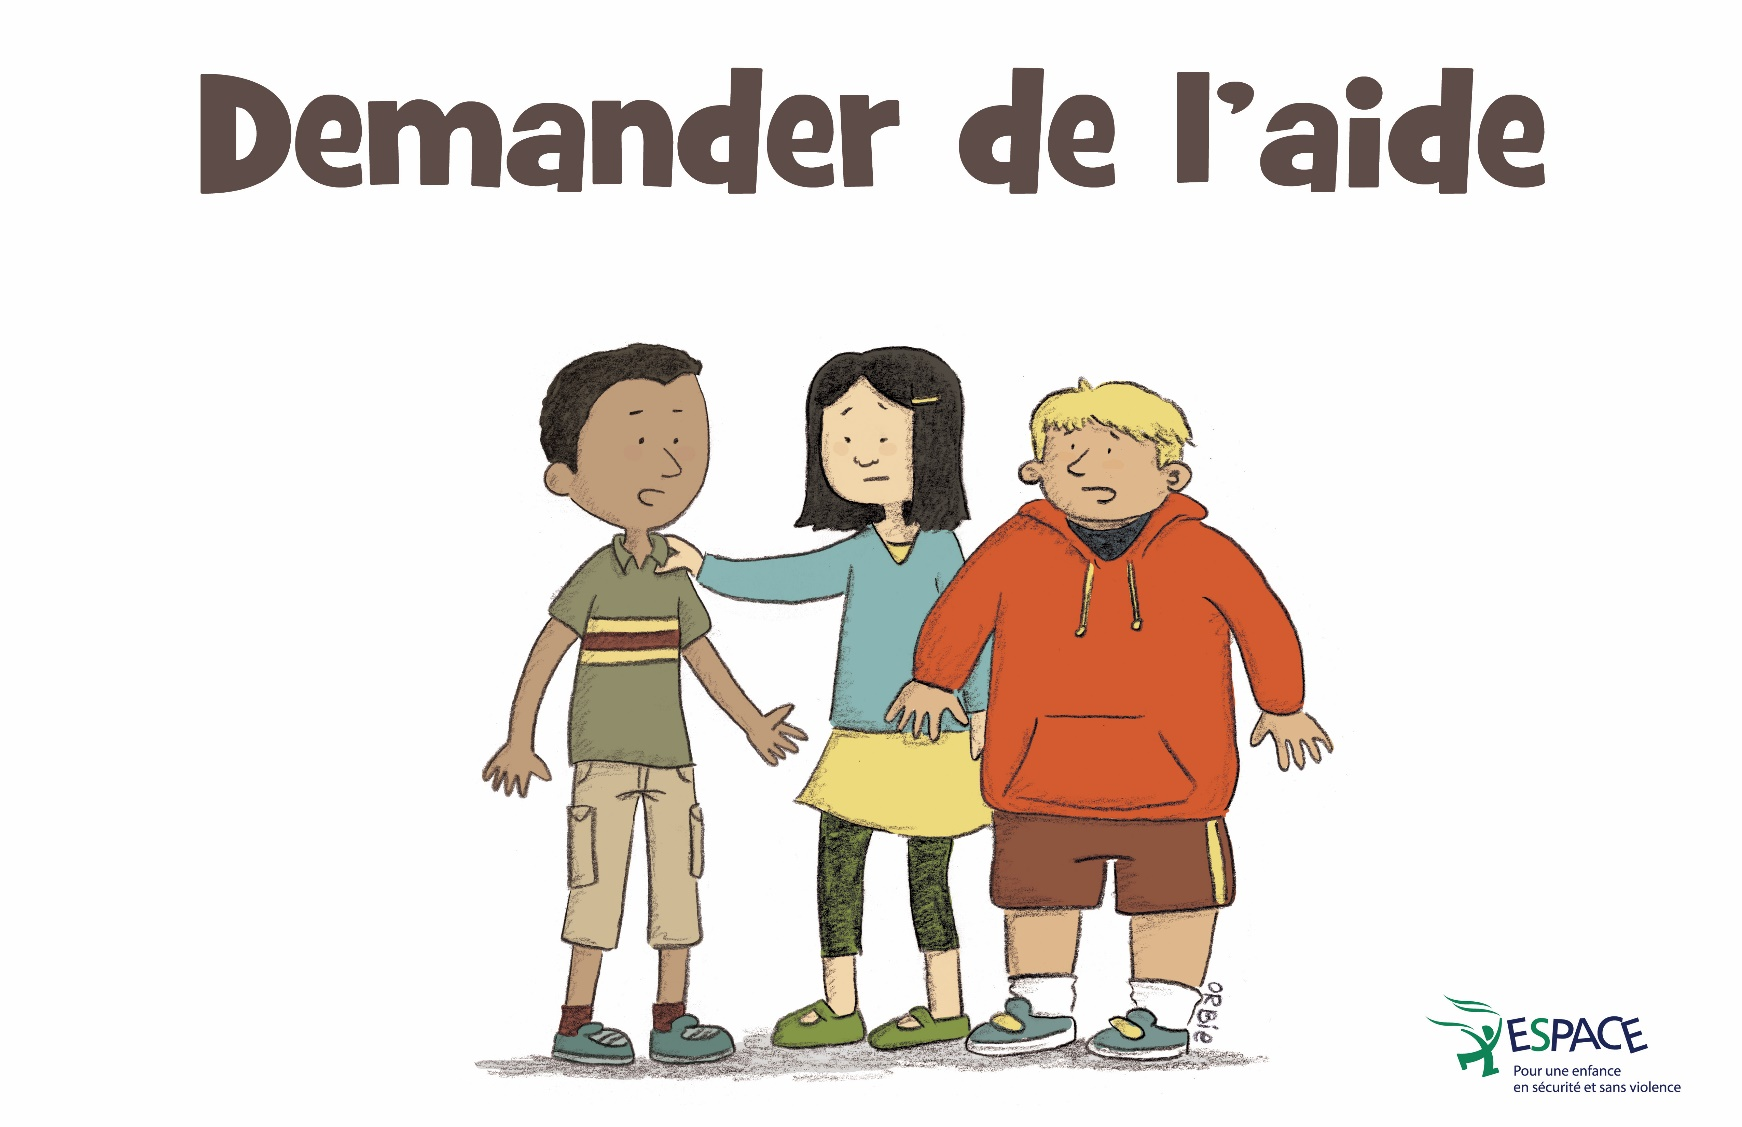 Demander de l'aide
ORBie
ESPACE
Pour une enfance
en sécurité et sans violence